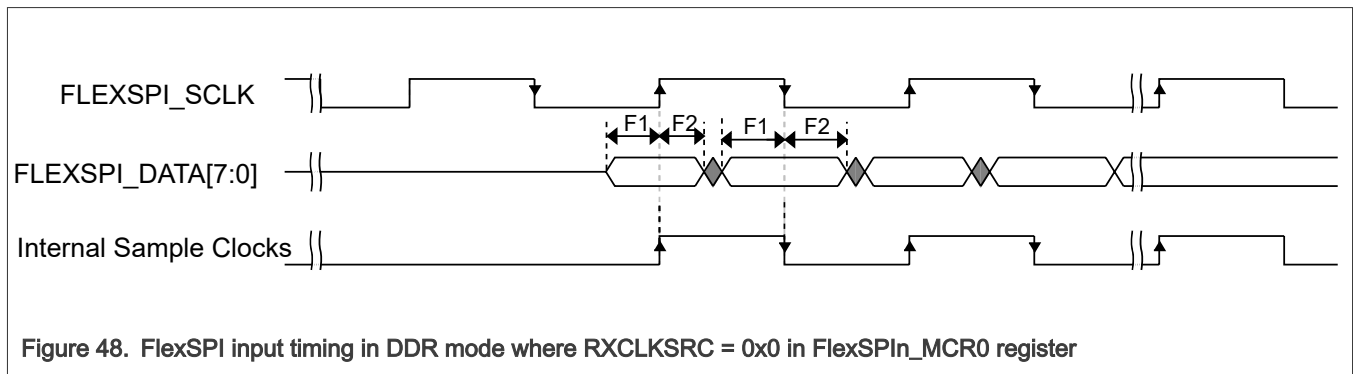 FLEXSPI_SCLK
F1 F2 F1 F2
FLEXSPI_DATA[7:0]
Internal Sample Clocks
Figure 48. FlexSPI input timing in DDR mode where RXCLKSRC = 0x0 in FlexSPIn_MCR0 register